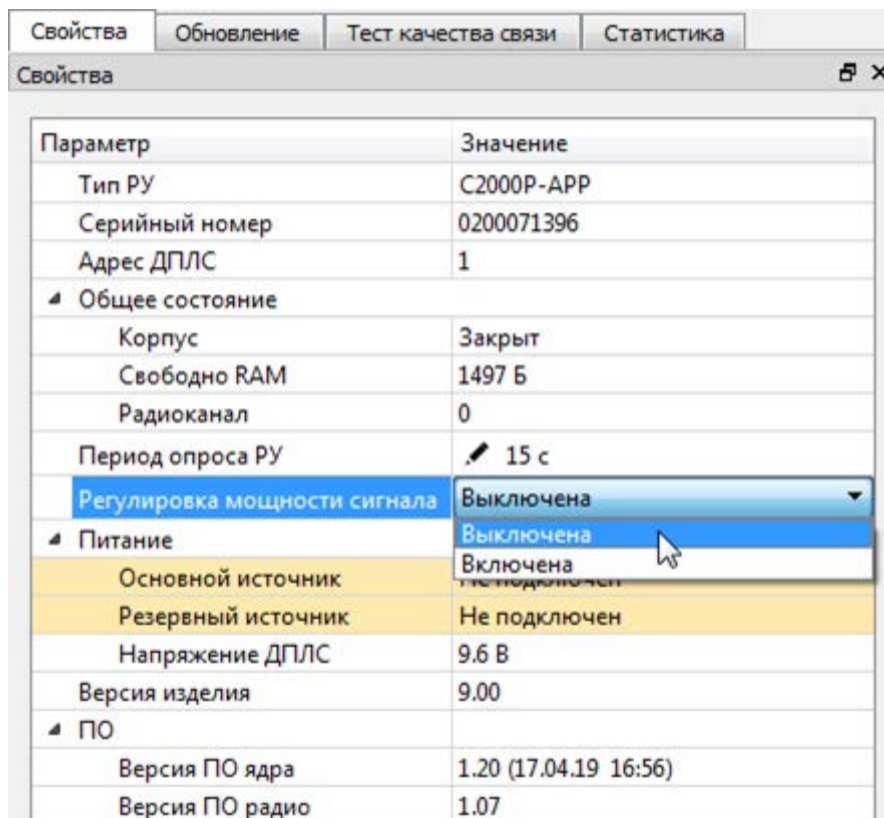 Свойства Обновление Тест качества связи Статистика
Свойства
Параметр Значение
Тип РУ С2000Р-АРР
Серийный номер 0200071396
Адрес ДПЛС 1
Общее состояние
Корпус Закрыт
Свободно RAM 1497 Б
Радиоканал 0
Период опроса РУ 15 с
Регулировка мощности сигнала Выключена
Питание Выключена
Включена
Основной источник Не подключен
Резервный источник Не подключен
Напряжение ДПЛС 9.6 В
Версия изделия 9.00
ПО
Версия ПО ядра 1.20 (17.04.19 16:56)
Версия ПО радио 1.07